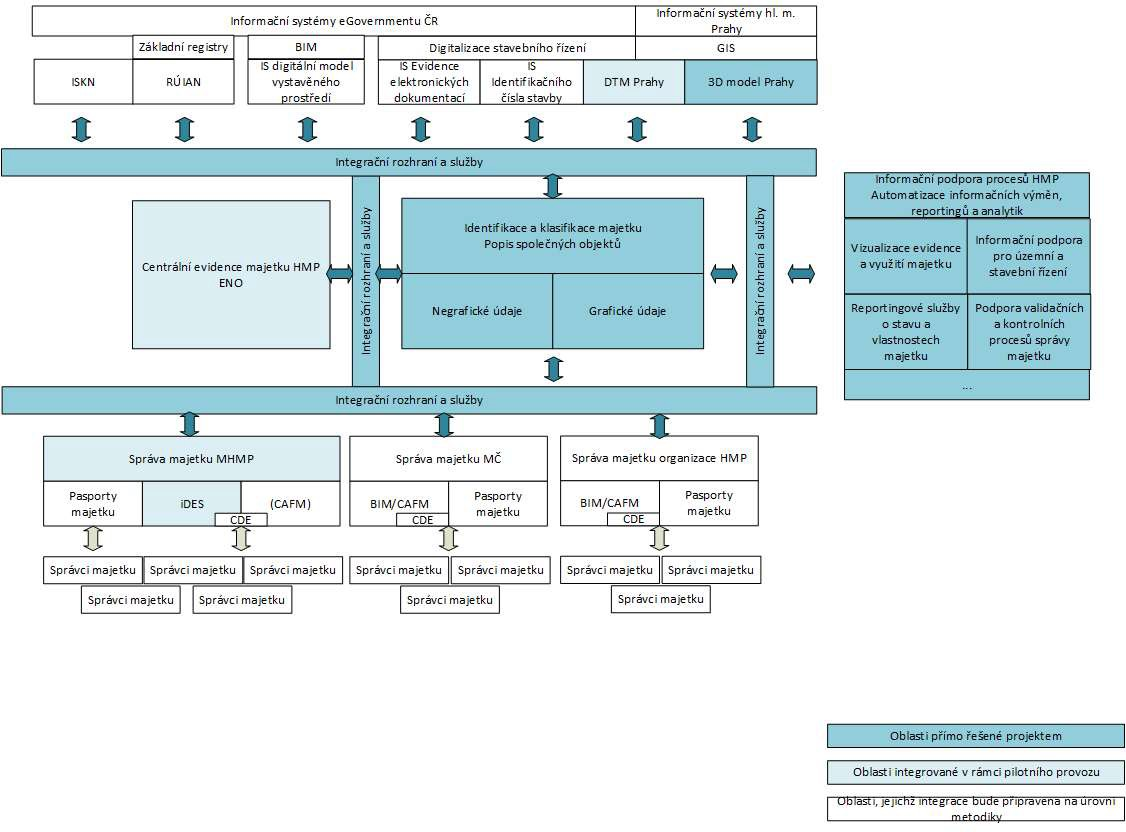 Informační systémy eGovernmentu ČR
Informační systémy hl. m.
Prahy
Základní registry
BIM
Digitalizace stavebního řízení
GIS
ISKN
RÚIAN
IS digitální model
vystavěného
prostředí
IS Evidence
elektronických
dokumentací
IS
Identifikačního
čísla stavby
DTM Prahy
3D model Prahy
Integrační rozhraní a služby
Centrální evidence majetku HMP
ENO
Integrační rozhraní a služby
Identifikace a klasifikace majetku
Popis společných objektů
Negrafické údaje
Grafické údaje
Integrační rozhraní a služby
Informační podpora procesů HMP
Automatizace informačních výměn,
reportingů a analytik
Vizualizace evidence
a využití majetku
Informační podpora
pro územní a
stavební řízení
Reportingové služby
o stavu a
vlastnostech
majetku
Podpora validačních
a kontrolních
procesů správy
majetku
...
Integrační rozhraní a služby
Správa majetku MHMP
Pasporty
majetku
iDES
(CAFM)
CDE
Správa majetku MČ
BIM/CAFM
CDE
Pasporty
majetku
Správa majetku organizace HMP
BIM/CAFM
CDE
Pasporty
majetku
Správci majetku
Správci majetku
Správci majetku
Správci majetku
Správci majetku
Správci majetku
Správci majetku
Správci majetku
Správci majetku
Správci majetku
Správci majetku
Oblasti přímo řešené projektem
Oblasti integrované v rámci pilotního provozu
Oblasti, jejichž integrace bude připravena na úrovni
metodiky